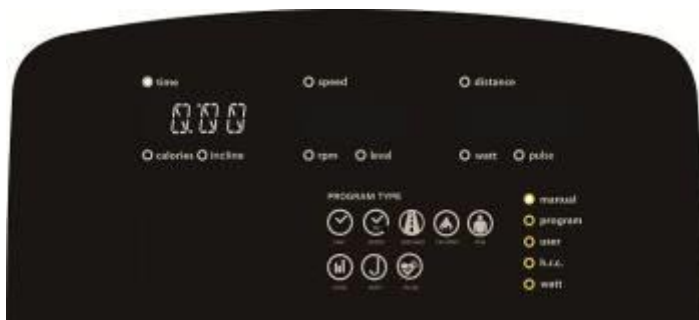 time speed distance
0:00
calories incline rpm level watt pulse
PROGRAM TYPE
manual
program
user
h.r.c.
watt